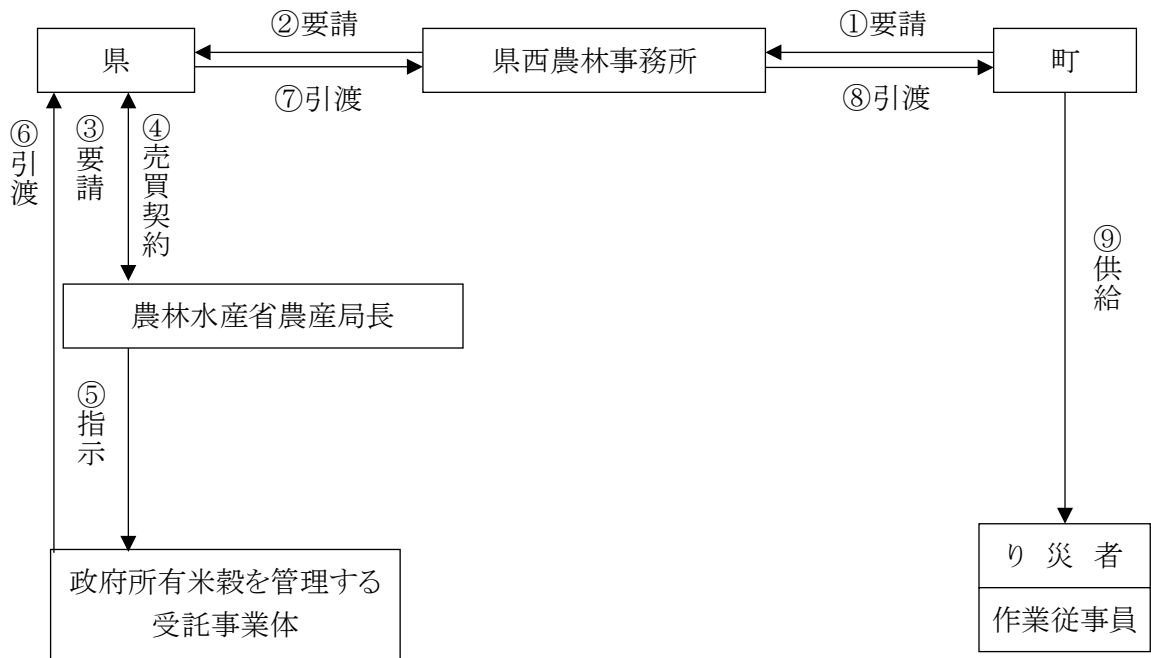 ②要請
①要請
県
県西農林事務所
町
⑦引渡
⑧引渡
⑥引渡
③要請
④売買契約
⑨供給
農林水産省農産局長
⑤指示
政府所有米穀を管理する
受託事業体
り 災 者
作業従事員